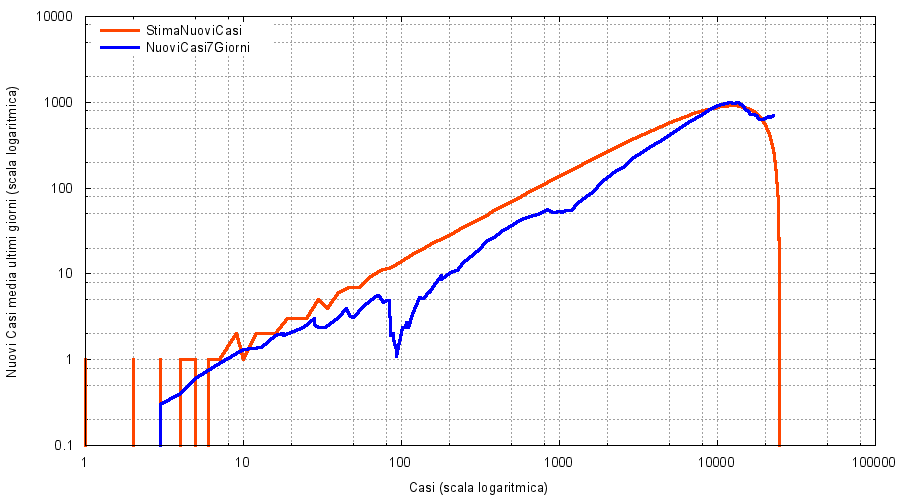 10000
StimaNuoviCasi
NuoviCasi7Giorni
1000
100
10
1
0.1
Nuovi Casi media ultimi giorni (scala logaritmica)
1 10 100 1000 10000 100000
Casi (scala logaritmica)